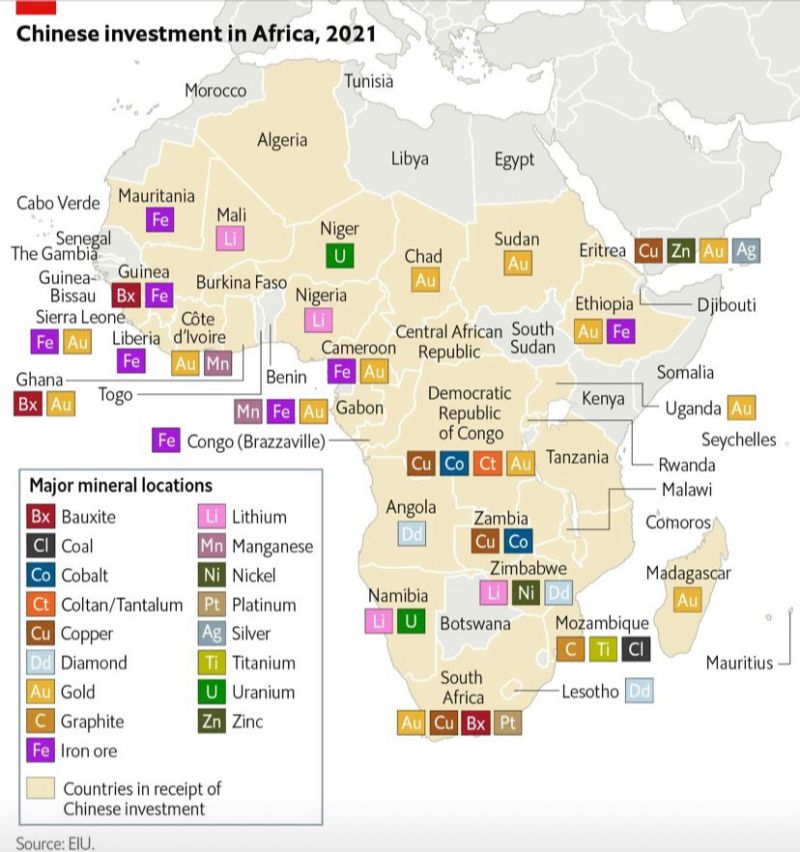 Chinese investment in Africa, 2021
Tunisia
Morocco
Algeria
Libya
Egypt
Cabo Verde
Mauritania
Fe
Mali
Li
Niger
U
Chad
Au
Sudan
Au
Eritrea Cu Zn Au Ag
Senegal
The Gambia
Guinea-
Bissau
Guinea
Bx Fe
Burkina Faso
Nigeria
Li
Ethiopia
Au Fe
Djibouti
Sierra Leone
Fe Au
Liberia
Fe
Côte
d'Ivoire
Au Mn
Cameroon
Fe Au
Central African
Republic
South
Sudan
Somalia
Ghana
Bx Au
Togo
Benin
Mn Fe Au Gabon
Democratic
Republic
of Congo
Cu Co Ct Au
Kenya
Uganda Au
Seychelles
Fe Congo (Brazzaville)
Tanzania
Rwanda
Malawi
Angola
Dd
Zambia
Cu Co
Comoros
Zimbabwe
Li Ni Dd
Madagascar
Au
Namibia
Li U
Botswana
Mozambique
C Ti Cl
Mauritius
South
Africa
Au Cu Bx Pt
Lesotho Dd
Major mineral locations
Bx Bauxite
Cl Coal
Co Cobalt
Ct Coltan/Tantalum
Cu Copper
Dd Diamond
Au Gold
C Graphite
Fe Iron ore
Li Lithium
Mn Manganese
Ni Nickel
Pt Platinum
Ag Silver
Ti Titanium
U Uranium
Zn Zinc
Countries in receipt of
Chinese investment
Source: EIU.